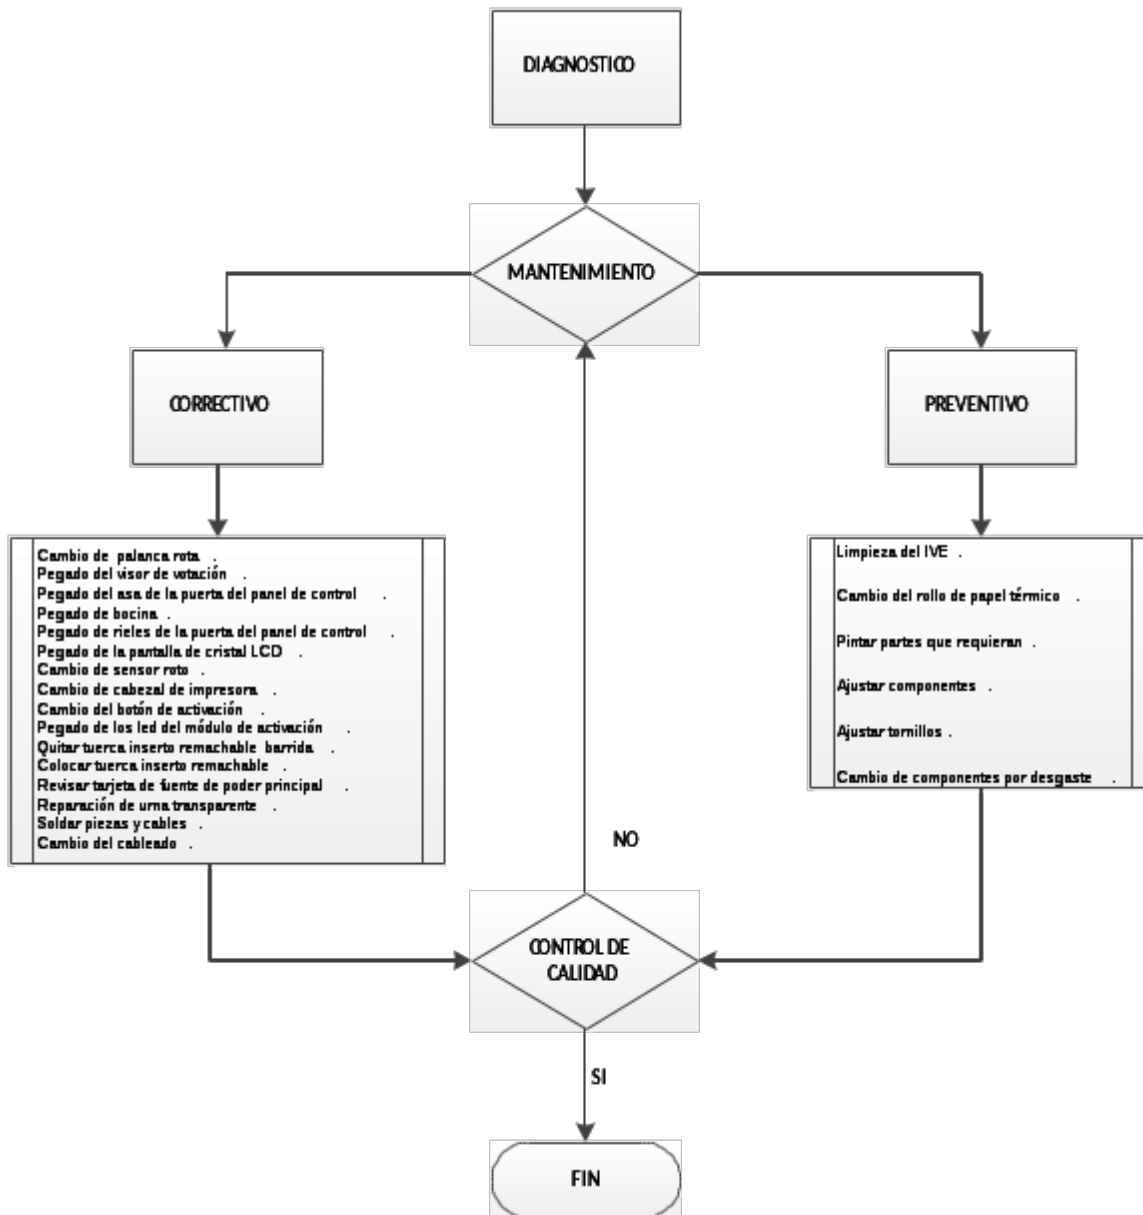 DIAGNOSTICO
MANTENIMIENTO
CORRECTIVO
PREVENTIVO
Cambio de palanca rota .
Pegado del visor de votación .
Pegado del asa de la puerta del panel de control .
Pegado de bocina .
Pegado de rieles de la puerta del panel de control .
Pegado de la pantalla de cristal LCD .
Cambio de sensor roto .
Cambio de cabezal de impresora .
Cambio del botón de activación .
Pegado de los led del módulo de activación .
Quitar tuerca inserto remachable barrida .
Colocar tuerca inserto remachable .
Revisar tarjeta de fuente de poder principal .
Reparación de urna transparente .
Soldar piezas y cables .
Cambio del cableado .
Limpieza del IVE .
Cambio del rollo de papel térmico .
Pintar partes que requieran .
Ajustar componentes .
Ajustar tornillos .
Cambio de componentes por desgaste .
NO
CONTROL DE
CALIDAD
SI
FIN